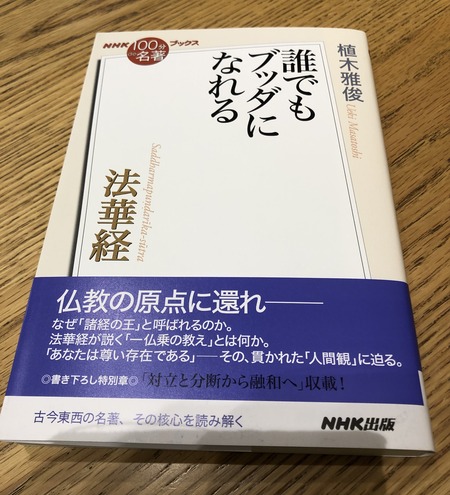 NHK 100分de名著 ブックス
誰でも
ブッダに
なれる
植木雅俊
Ueki Masatoshi
法華経
Saddharmapundarika-sūtra
仏教の原点に還れ――
なぜ「諸経の王」と呼ばれるのか。
法華経が説く「一仏乗の教え」とは何か。
「あなたは尊い存在である」――その、貫かれた「人間観」に迫る。
◎書き下ろし特別章◎「対立と分断から融和へ」収載!
古今東西の名著、その核心を読み解く
NHK出版